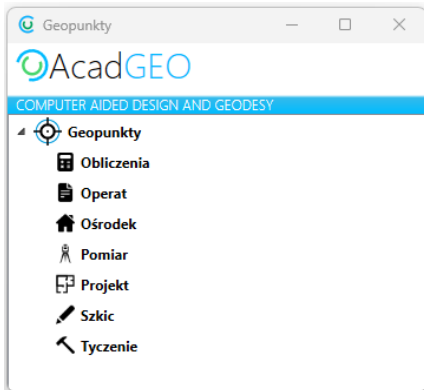 Geopunkty
AcadGEO
COMPUTER AIDED DESIGN AND GEODESY
Geopunkty
Obliczenia
Operat
Ośrodek
Pomiar
Projekt
Szkic
Tyczenie